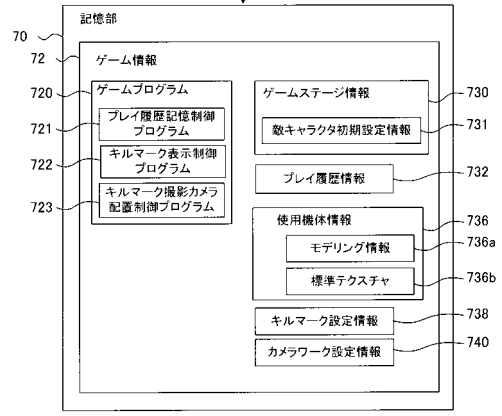 記憶部
70
72
ゲーム情報
720
ゲームプログラム
721
プレイ履歴記憶制御
プログラム
722
キルマーク表示制御
プログラム
723
キルマーク撮影カメラ
配置制御プログラム
ゲームステージ情報
730
敵キャラクタ初期設定情報
731
プレイ履歴情報
732
使用機体情報
736
モデリング情報
736a
標準テクスチャ
736b
キルマーク設定情報
738
カメラワーク設定情報
740